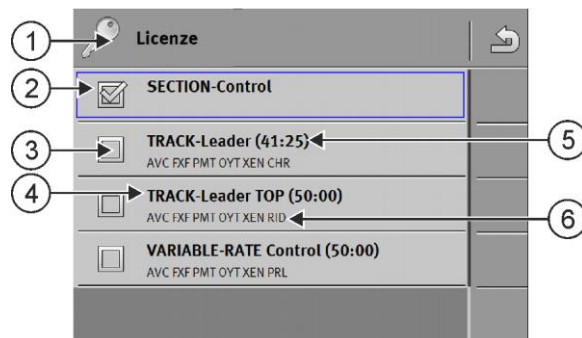 Licenze
SECTION-Control
TRACK-Leader (41:25)
AVC FXF PMT OYT XEN CHR
TRACK-Leader TOP (50:00)
AVC FXF PMT OYT XEN RID
VARIABLE-RATE Control (50:00)
AVC FXF PMT OYT XEN PRL
1
2
3
4
5
6